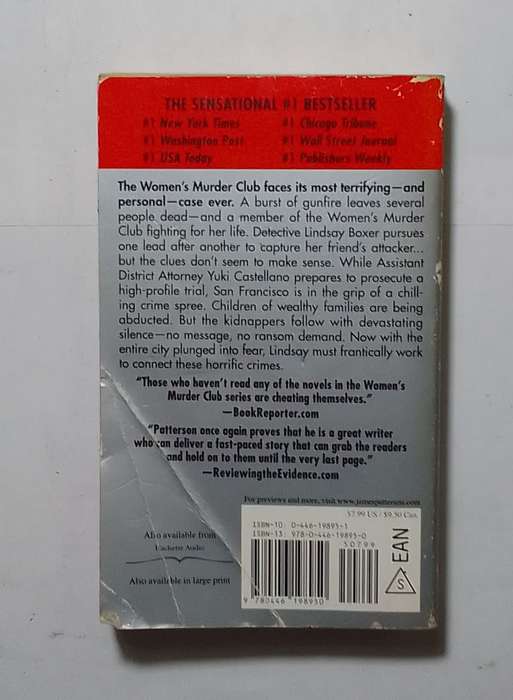 THE SENSATIONAL #1 BESTSELLER
#1 New York Times #1 Chicago Tribune
#1 Washington Post #1 Wall Street Journal
#1 USA Today #1 Publishers Weekly
The Women's Murder Club faces its most terrifying—and
personal—case ever. A burst of gunfire leaves several
people dead—and a member of the Women's Murder
Club fighting for her life. Detective Lindsay Boxer pursues
one lead after another to capture her friend's attacker...
but the clues don't seem to make sense. While Assistant
District Attorney Yuki Castellano prepares to prosecute a
high-profile trial, San Francisco is in the grip of a chill-
ing crime spree. Children of wealthy families are being
abducted. But the kidnappers follow with devastating
silence—no message, no ransom demand. Now with the
entire city plunged into fear, Lindsay must frantically work
to connect these horrific crimes.
"Those who haven't read any of the novels in the Women's
Murder Club series are cheating themselves."
—BookReporter.com
"Patterson once again proves that he is a great writer
who can deliver a fast-paced story that can grab the readers
and hold on to them until the very last page."
—ReviewingtheEvidence.com
For previews and more, visit www.jamespatterson.com
$7.99 US / $9.50 Can.
ISBN-10 0-446-19893-1
ISBN-13 978-0-446-19893-0
50799
EAN
S
Also available from
Hachette Audio
Also available in large print
9 780446 198930